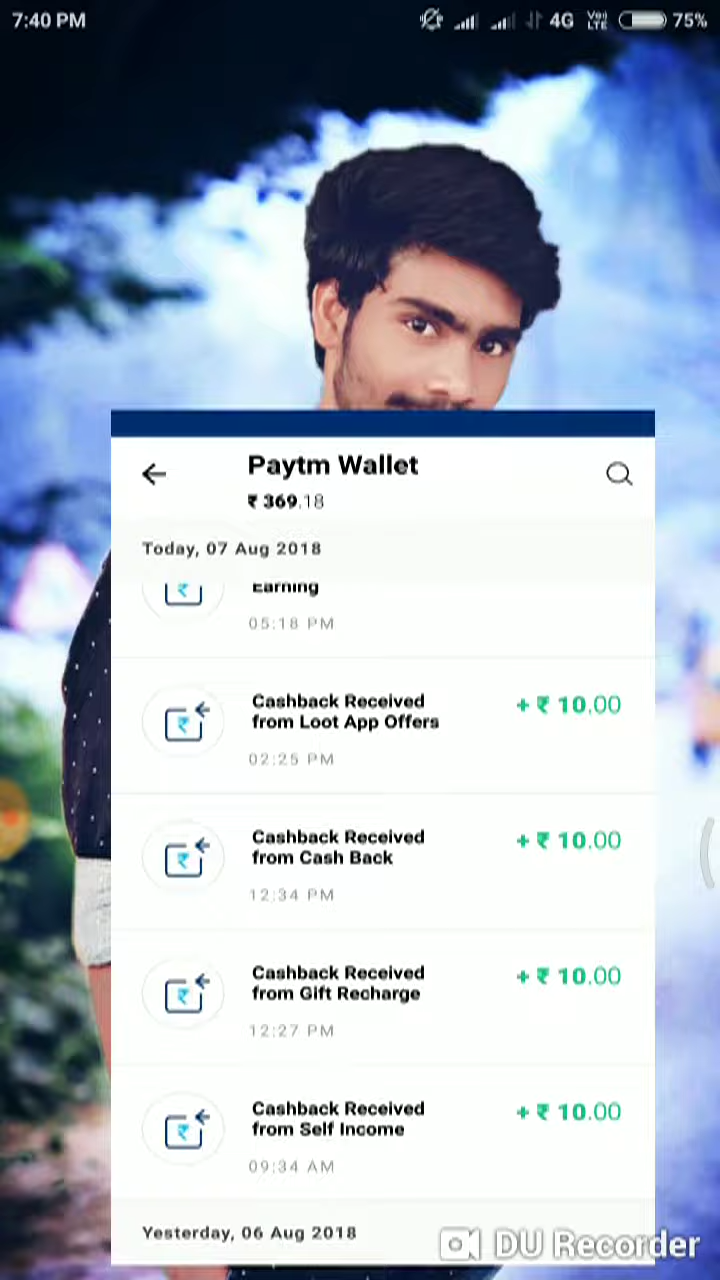 7:40 PM
4G
VoLTE
75%
Paytm Wallet
₹ 369.18
Today, 07 Aug 2018
Earning
05:18 PM
Cashback Received
from Loot App Offers
+ ₹ 10.00
02:25 PM
Cashback Received
from Cash Back
+ ₹ 10.00
12:34 PM
Cashback Received
from Gift Recharge
+ ₹ 10.00
12:27 PM
Cashback Received
from Self Income
+ ₹ 10.00
09:34 AM
Yesterday, 06 Aug 2018
DU Recorder